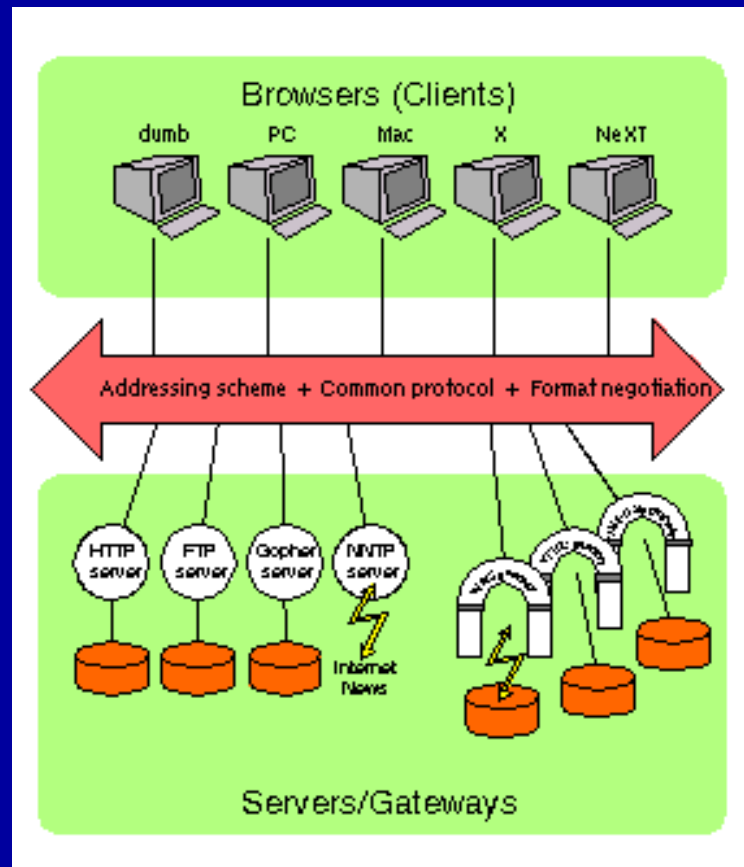 Browsers (Clients)
dumb PC Mac X NeXT
Addressing scheme + Common protocol + Format negotiation
HTTP server
FTP server
Gopher server
NNTP server
Internet News
Servers/Gateways